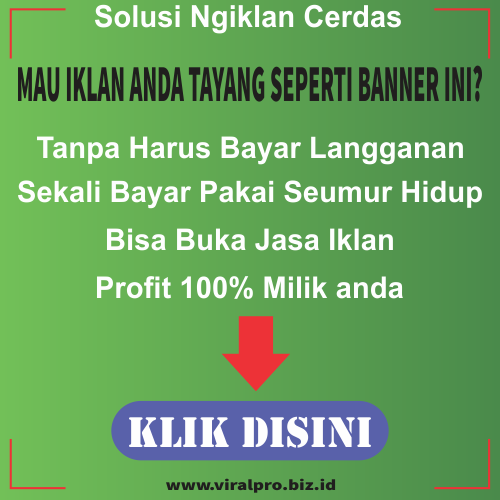 Solusi Ngiklan Cerdas
MAU IKLAN ANDA TAYANG SEPERTI BANNER INI?
Tanpa Harus Bayar Langganan
Sekali Bayar Pakai Seumur Hidup
Bisa Buka Jasa Iklan
Profit 100% Milik anda
KLIK DISINI
www.viralpro.biz.id